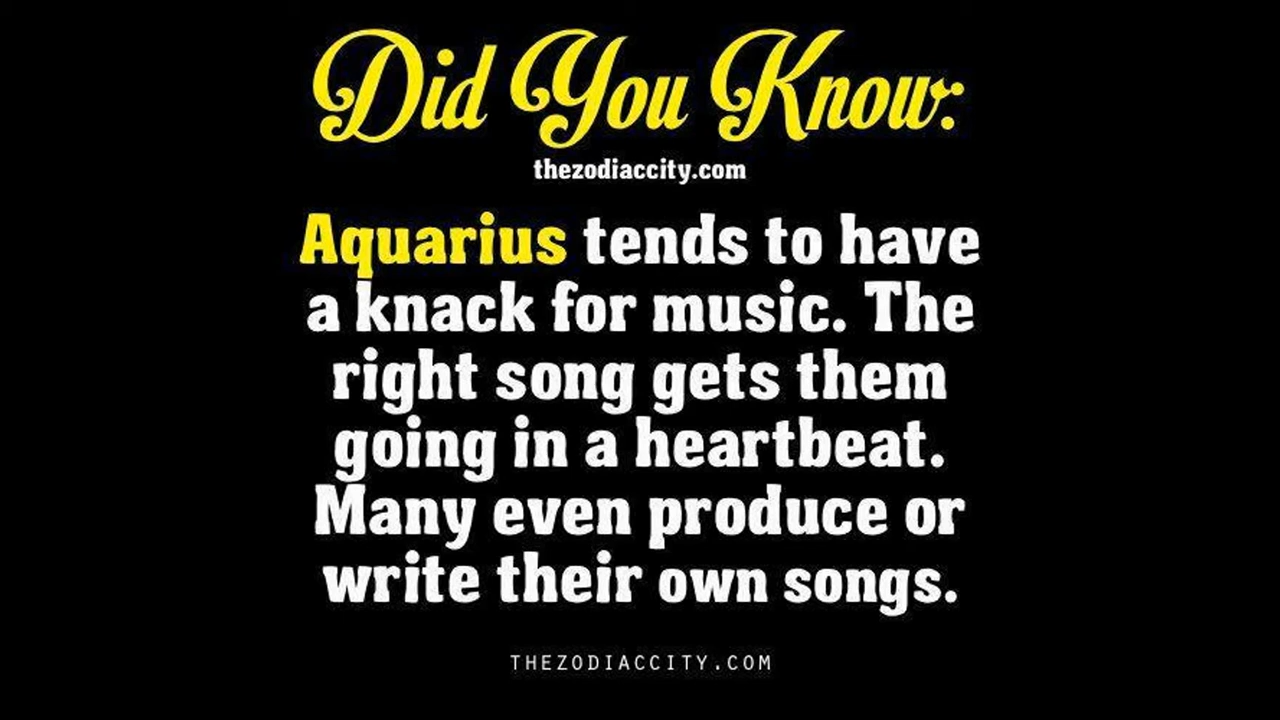 Did You Know:
thezodiaccity.com
Aquarius tends to have
a knack for music. The
right song gets them
going in a heartbeat.
Many even produce or
write their own songs.
THEZODIACCITY.COM